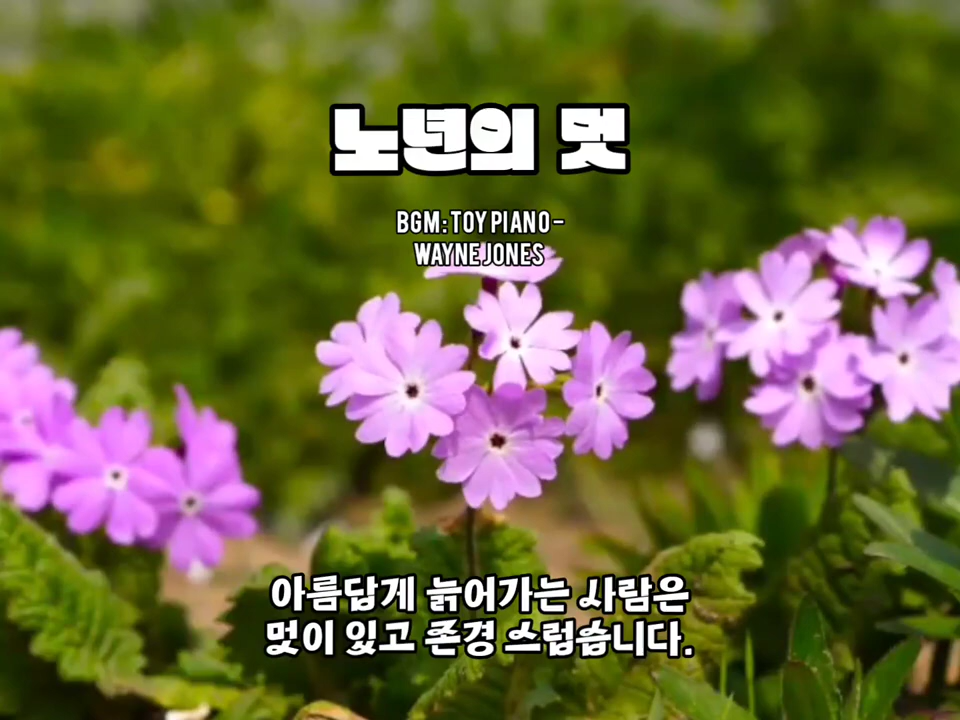 노년의 멋
BGM: TOY PIANO -
WAYNE JONES
아름답게 늙어가는 사람은
멋이 있고 존경 스럽습니다.